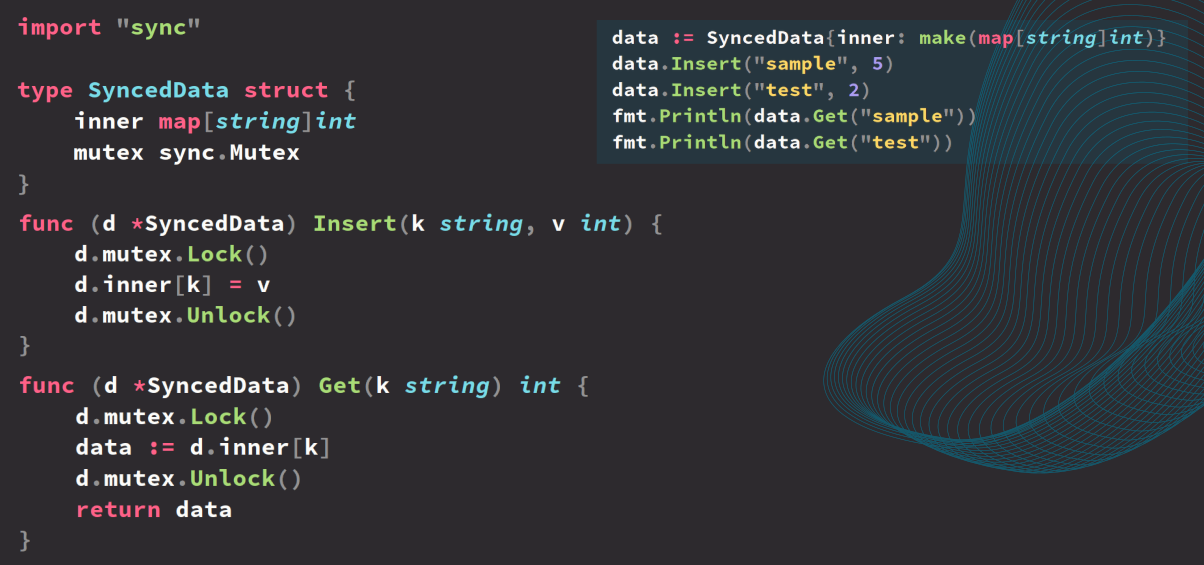 import "sync"
type SyncedData struct {
    inner map[string]int
    mutex sync.Mutex
}
func (d *SyncedData) Insert(k string, v int) {
    d.mutex.Lock()
    d.inner[k] = v
    d.mutex.Unlock()
}
func (d *SyncedData) Get(k string) int {
    d.mutex.Lock()
    data := d.inner[k]
    d.mutex.Unlock()
    return data
}
data := SyncedData{inner: make(map[string]int)}
data.Insert("sample", 5)
data.Insert("test", 2)
fmt.Println(data.Get("sample"))
fmt.Println(data.Get("test"))